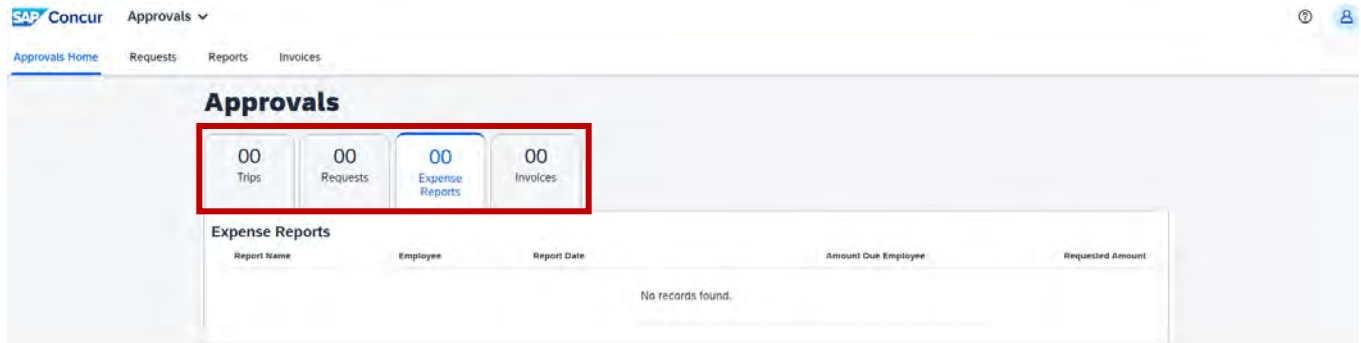 SAP Concur Approvals
Approvals Home Requests Reports Invoices
Approvals
00 00 00 00
Trips Requests Expense Reports Invoices
Expense Reports
Report Name Employee Report Date Amount Due Employee Requested Amount
No records found.